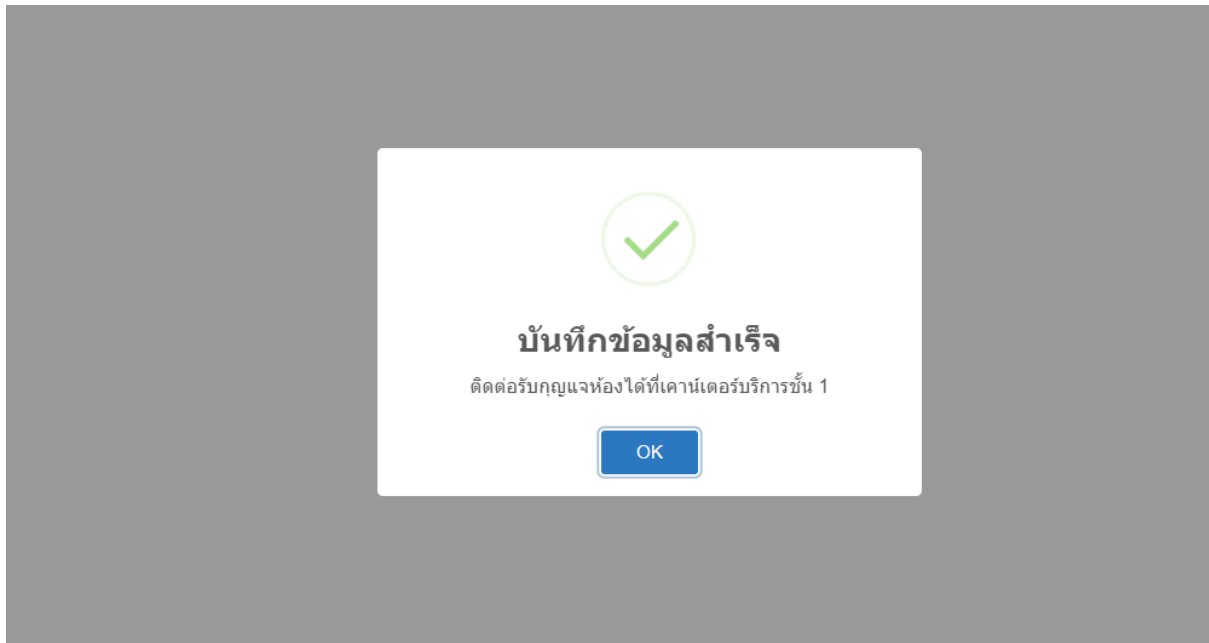 บันทึกข้อมูลสำเร็จ
ติดต่อรับกุญแจห้องได้ที่เคาน์เตอร์บริการชั้น 1
OK